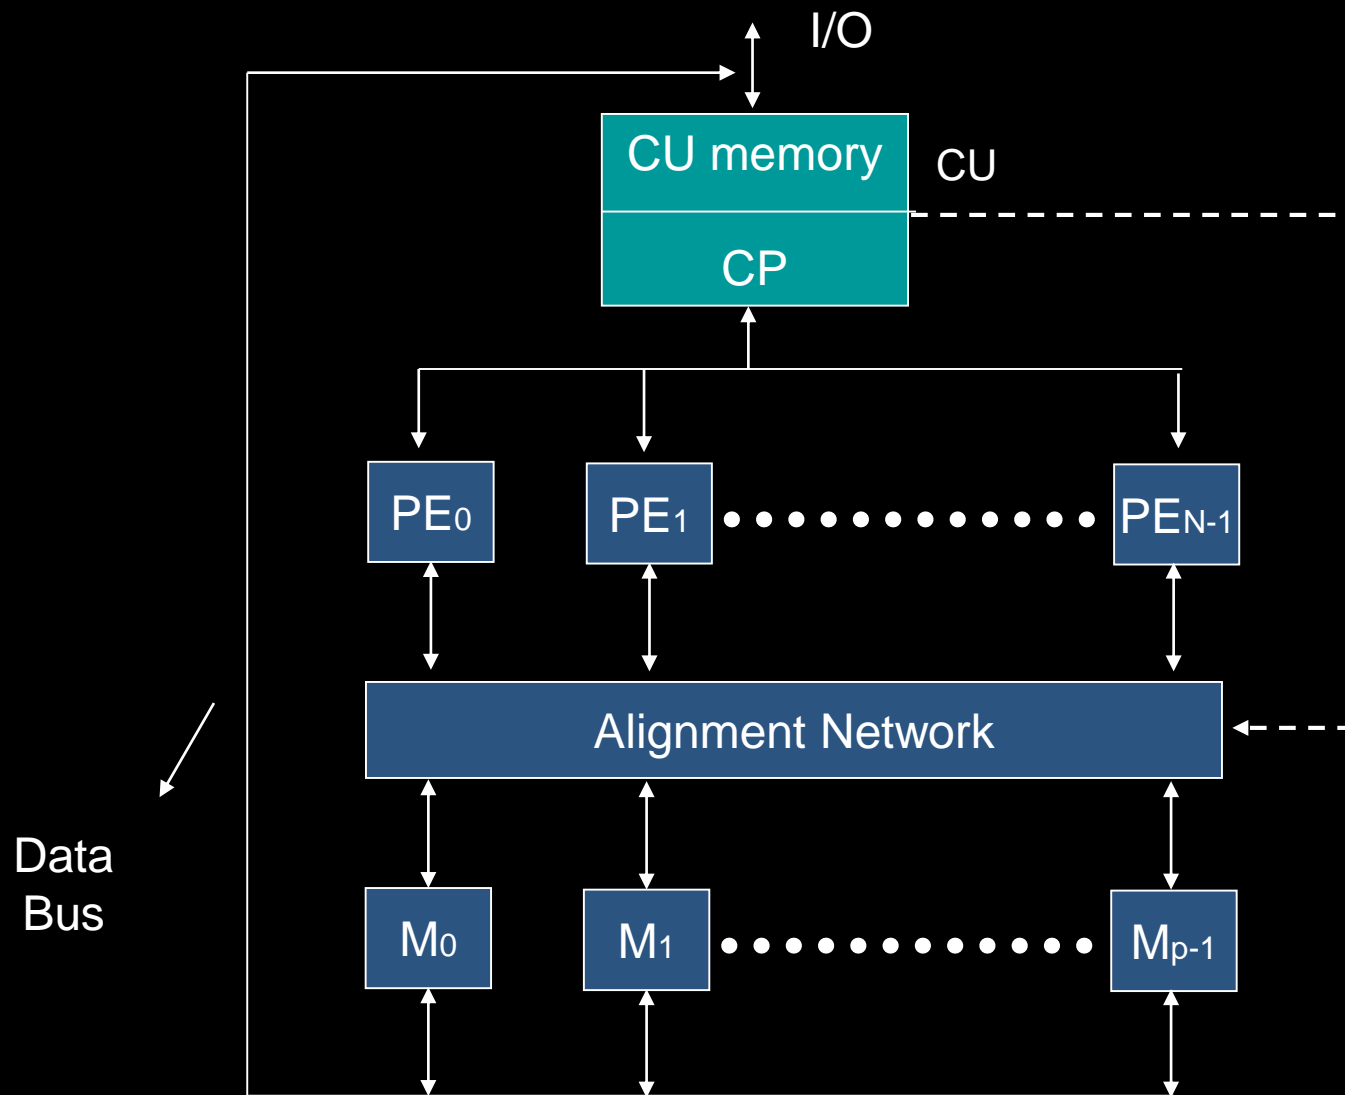 I/O
CU memory
CU
CP
PE0
PE1
PEN-1
Alignment Network
Data
Bus
M0
M1
Mp-1